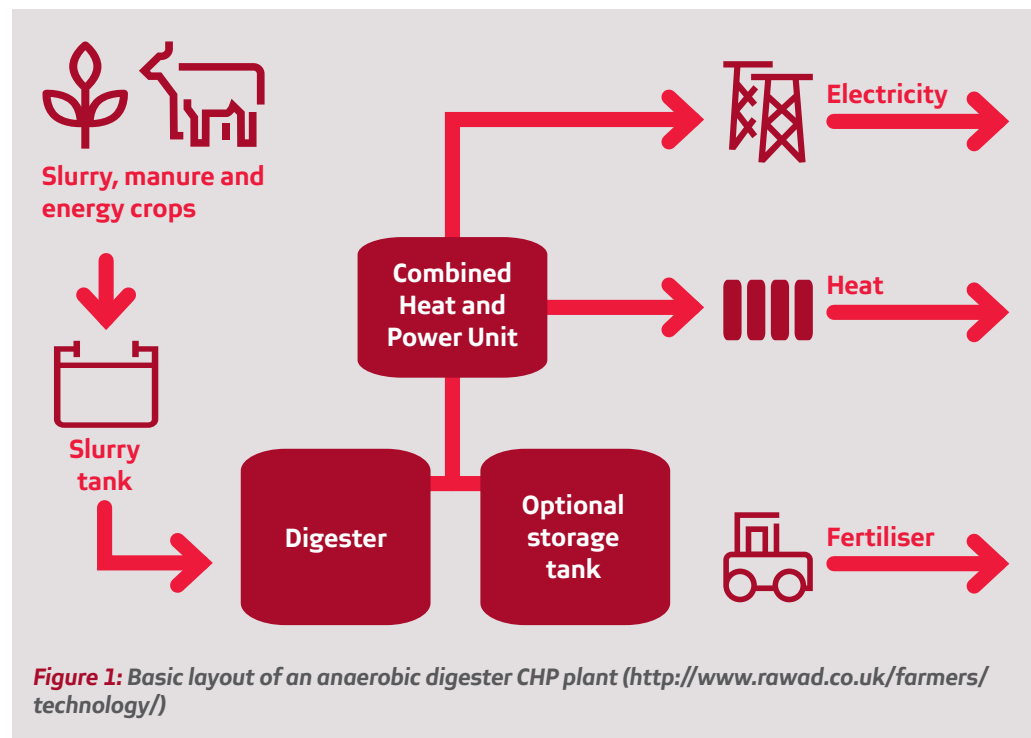 Slurry, manure and
energy crops
Slurry
tank
Digester
Optional
storage
tank
Combined
Heat and
Power Unit
Electricity
Heat
Fertiliser
Figure 1: Basic layout of an anaerobic digester CHP plant (http://www.rawad.co.uk/farmers/
technology/)